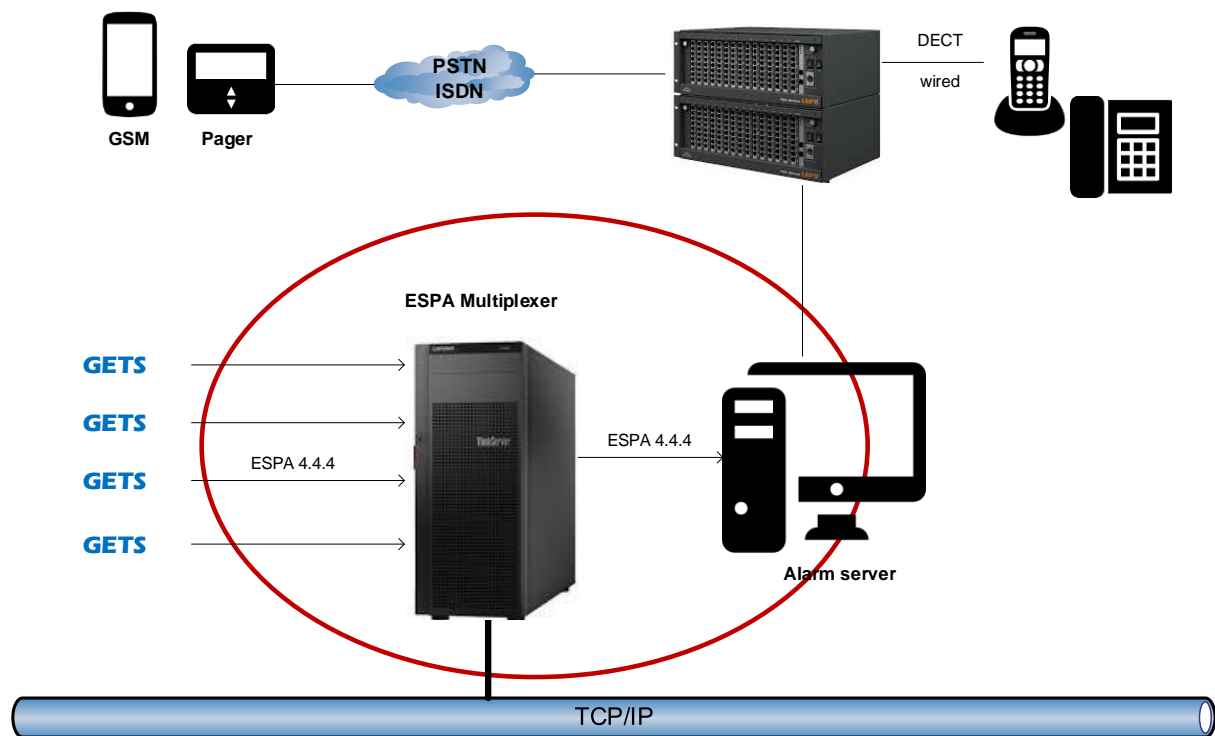 DECT
PSTN
ISDN
wired
GSM
Pager
ESPA Multiplexer
GETS
GETS
ESPA 4.4.4
ESPA 4.4.4
GETS
GETS
ThinkServer
Alarm server
TCP/IP